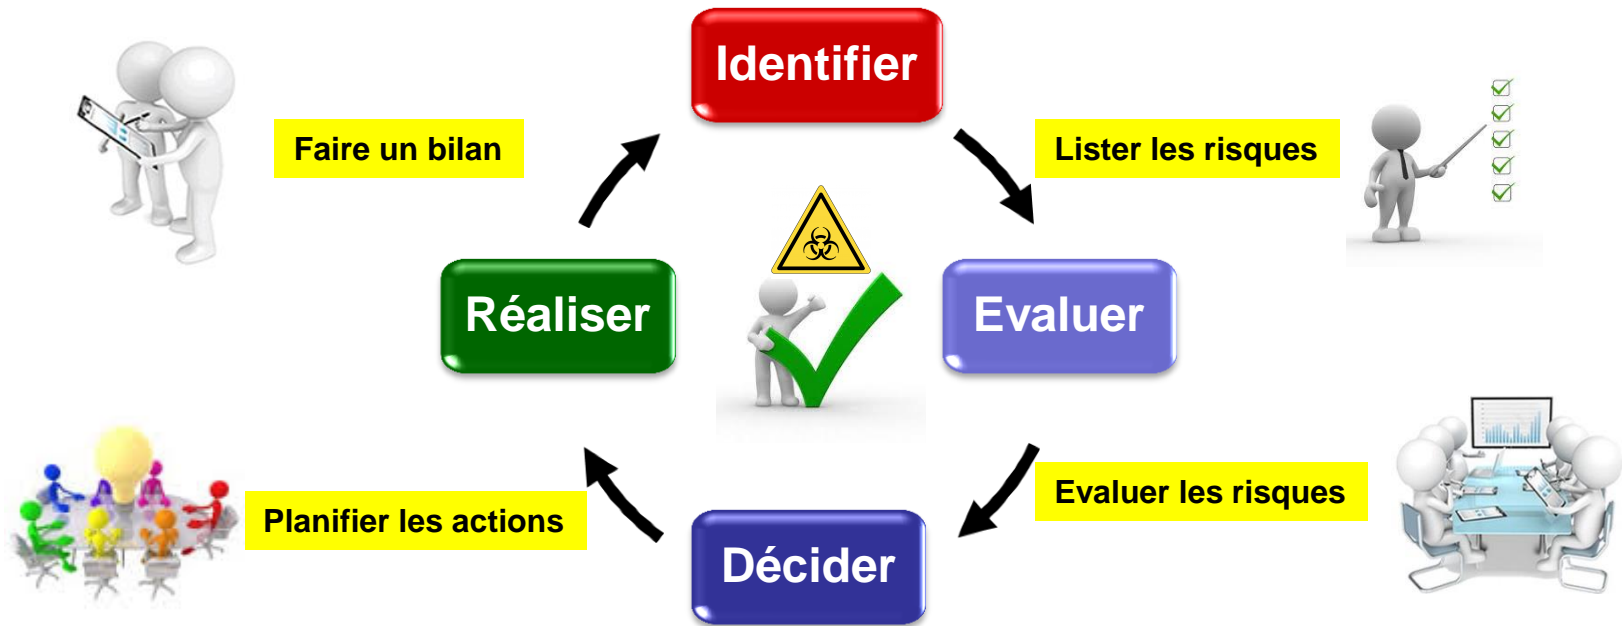 Identifier
Faire un bilan
Lister les risques
Réaliser
Evaluer
Planifier les actions
Evaluer les risques
Décider